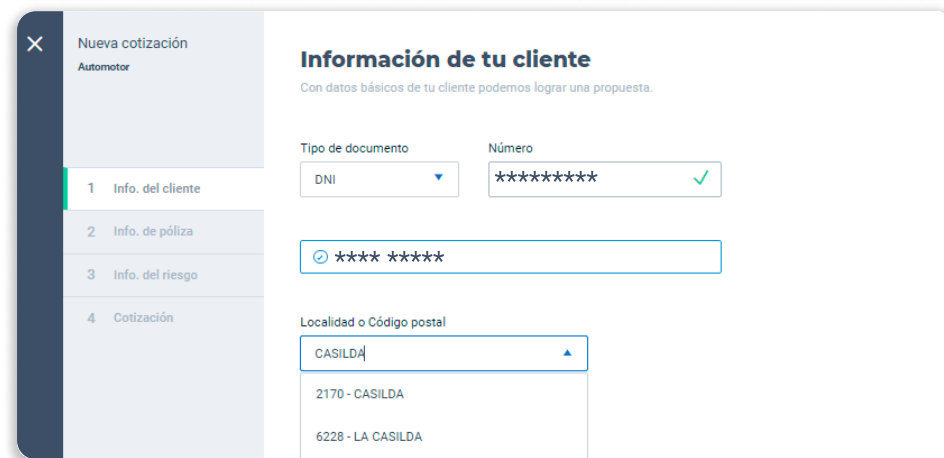 Nueva cotización
Automotor
1 Info. del cliente
2 Info. de póliza
3 Info. del riesgo
4 Cotización
Información de tu cliente
Con datos básicos de tu cliente podemos lograr una propuesta.
Tipo de documento
Número
DNI
*********
**** *****
Localidad o Código postal
CASILDA
2170 - CASILDA
6228 - LA CASILDA